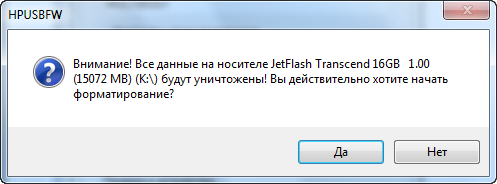 HPUSBFW
Внимание! Все данные на носителе JetFlash Transcend 16GB 1.00
(15072 MB) (K:\) будут уничтожены! Вы действительно хотите начать
форматирование?
Да Нет